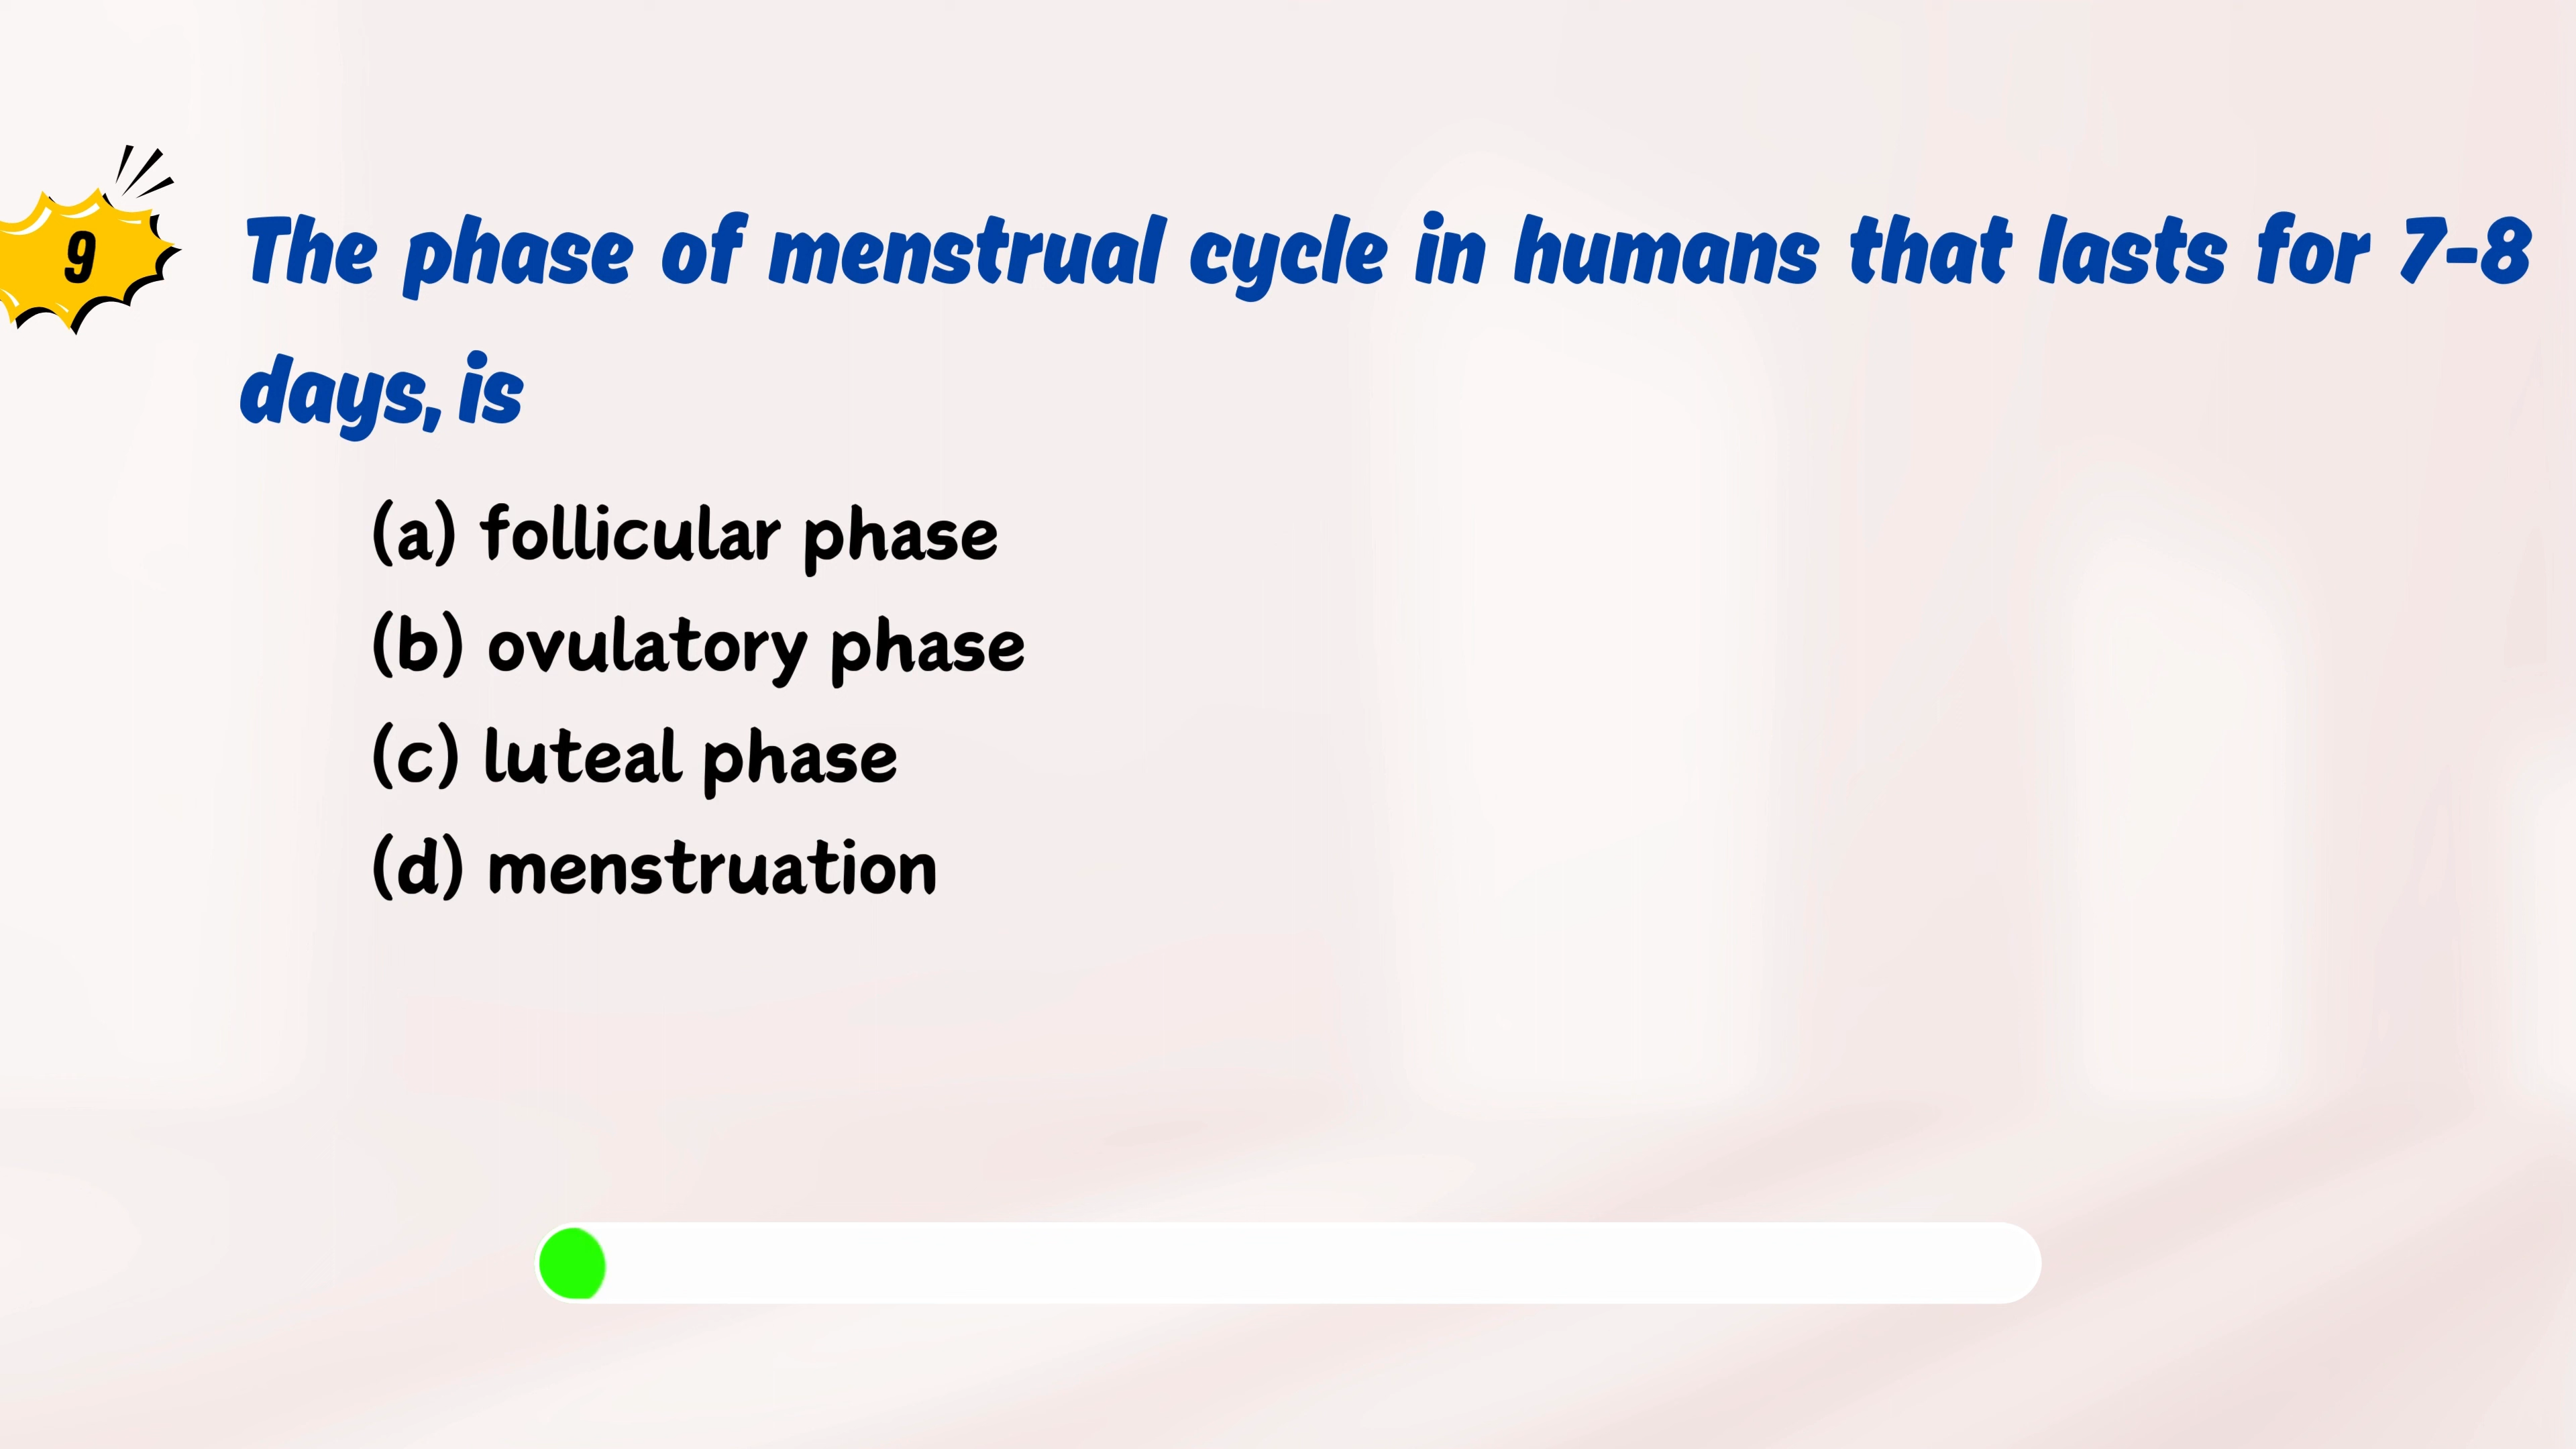 9
The phase of menstrual cycle in humans that lasts for 7-8
days, is
(a) follicular phase
(b) ovulatory phase
(c) luteal phase
(d) menstruation